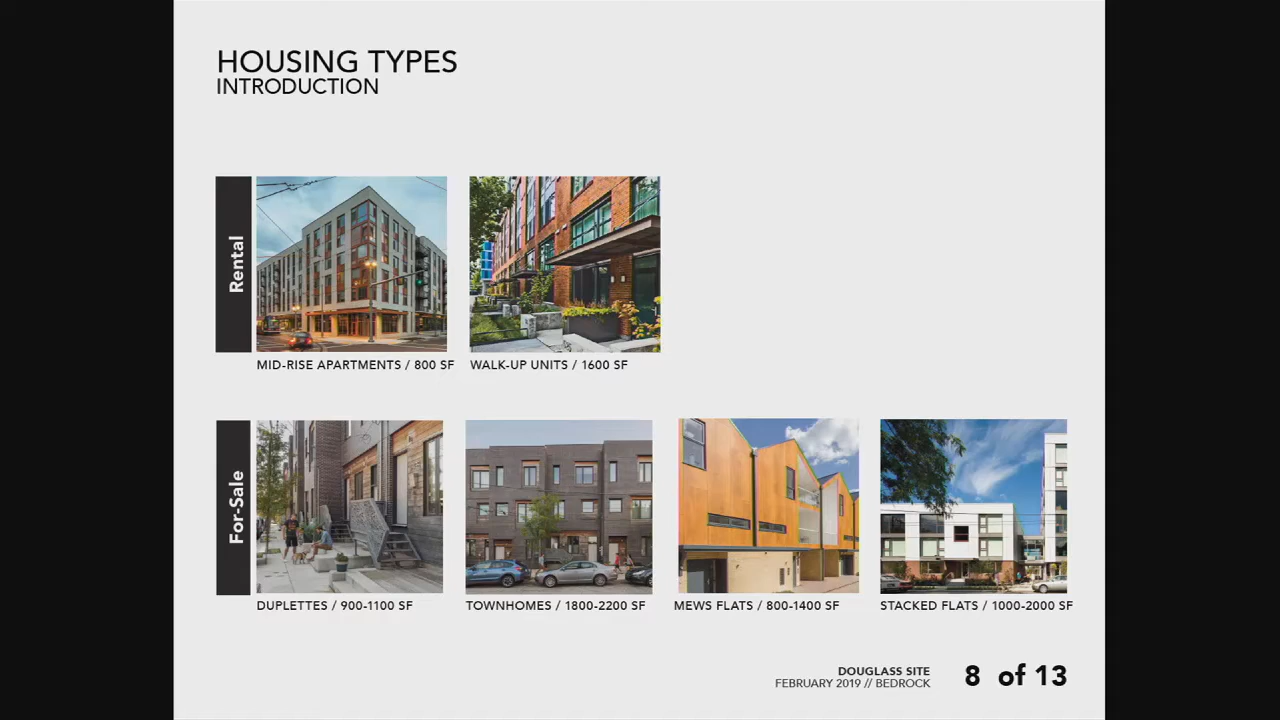 HOUSING TYPES
INTRODUCTION
Rental
MID-RISE APARTMENTS / 800 SF
WALK-UP UNITS / 1600 SF
For-Sale
DUPLETTES / 900-1100 SF
TOWNHOMES / 1800-2200 SF
MEWS FLATS / 800-1400 SF
STACKED FLATS / 1000-2000 SF
DOUGLASS SITE
FEBRUARY 2019 // BEDROCK
8 of 13